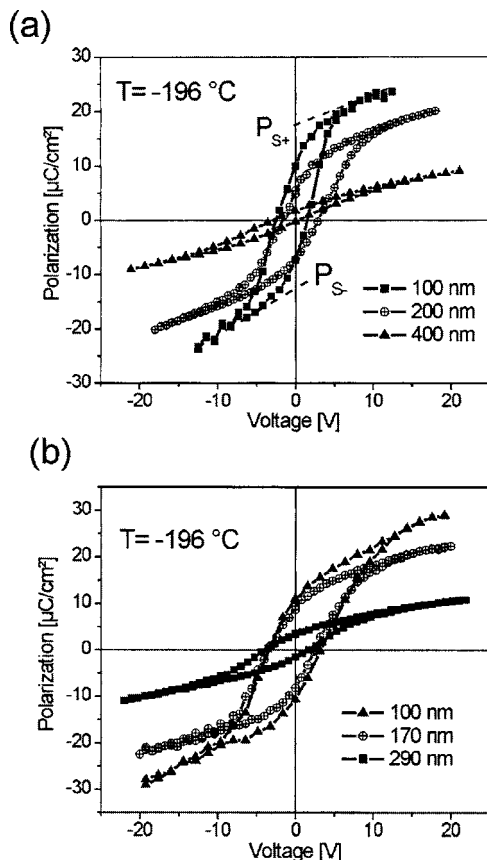 (a)
30
20
10
0
-10
-20
-30
Polarization [µC/cm²]
T= -196 °C
P_{S+}
P_{S-}
100 nm
200 nm
400 nm
-20
-10
0
10
20
Voltage [V]
(b)
30
20
10
0
-10
-20
-30
Polarization [µC/cm²]
T= -196 °C
100 nm
170 nm
290 nm
-20
-10
0
10
20
Voltage [V]